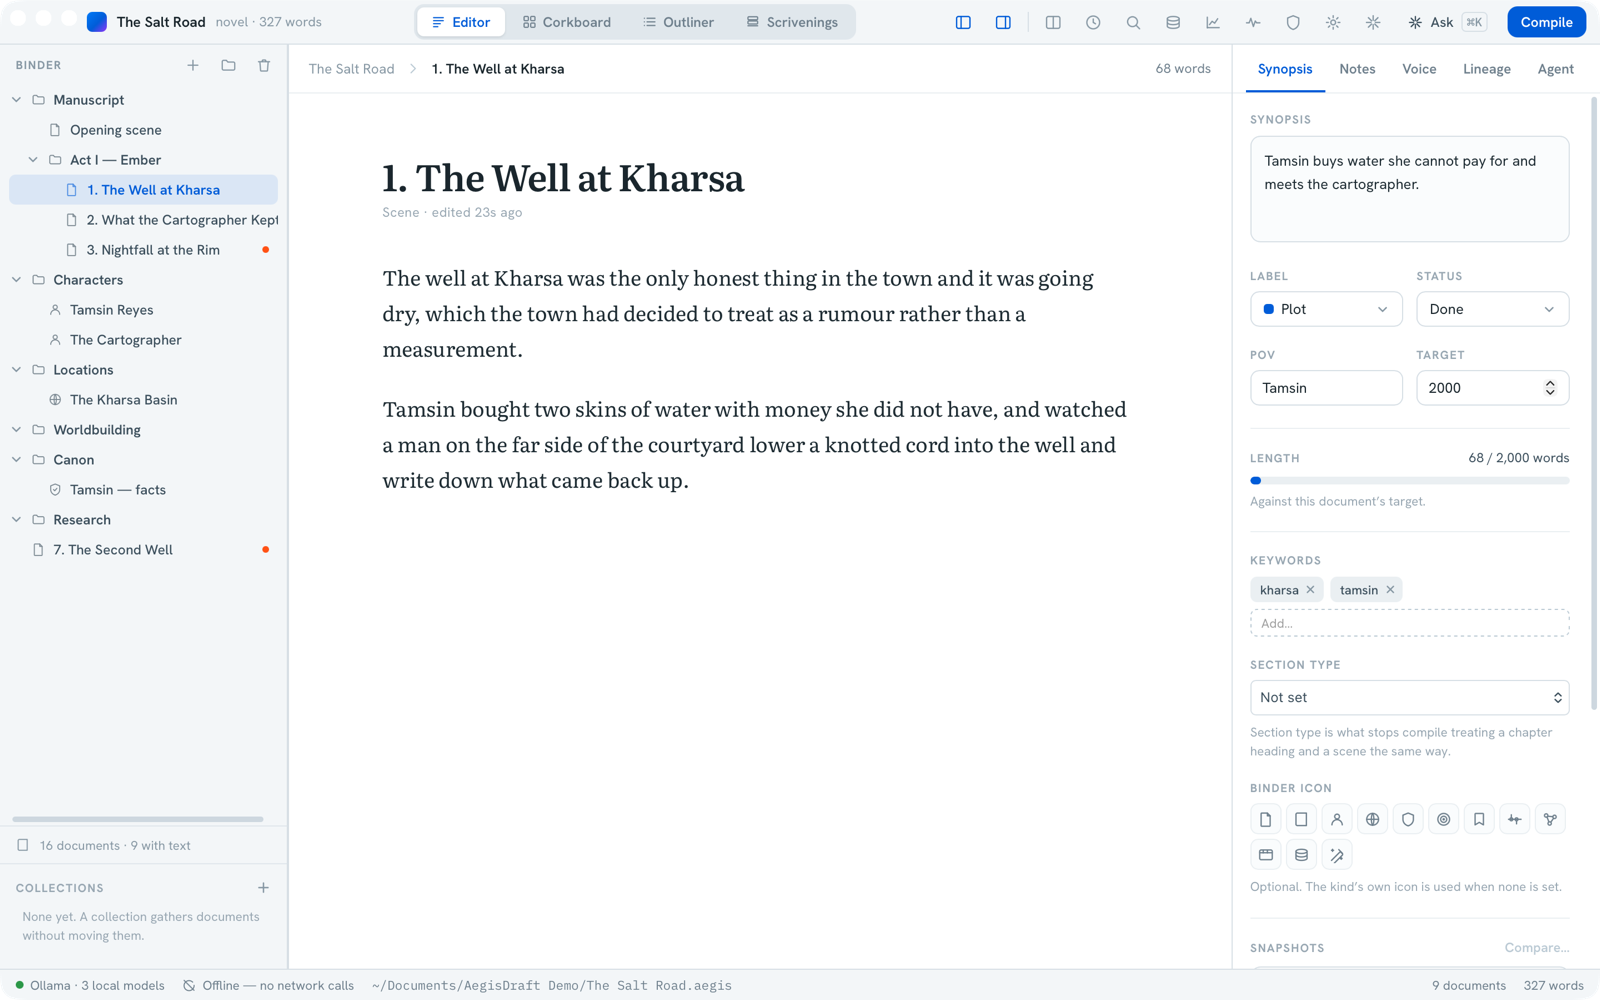 The Salt Road novel · 327 words
Editor Corkboard Outliner Scrivenings
Ask ⌘K Compile
BINDER
Manuscript
Opening scene
Act I — Ember
1. The Well at Kharsa
2. What the Cartographer Kept
3. Nightfall at the Rim
Characters
Tamsin Reyes
The Cartographer
Locations
The Kharsa Basin
Worldbuilding
Canon
Tamsin — facts
Research
7. The Second Well
16 documents · 9 with text
COLLECTIONS
None yet. A collection gathers documents
without moving them.
The Salt Road 1. The Well at Kharsa 68 words
1. The Well at Kharsa
Scene · edited 23s ago
The well at Kharsa was the only honest thing in the town and it was going
dry, which the town had decided to treat as a rumour rather than a
measurement.
Tamsin bought two skins of water with money she did not have, and watched
a man on the far side of the courtyard lower a knotted cord into the well and
write down what came back up.
Synopsis Notes Voice Lineage Agent
SYNOPSIS
Tamsin buys water she cannot pay for and
meets the cartographer.
LABEL STATUS
Plot Done
POV TARGET
Tamsin 2000
LENGTH 68 / 2,000 words
Against this document’s target.
KEYWORDS
kharsa tamsin
Add…
SECTION TYPE
Not set
Section type is what stops compile treating a chapter
heading and a scene the same way.
BINDER ICON
Optional. The kind’s own icon is used when none is set.
SNAPSHOTS Compare…
Ollama · 3 local models Offline — no network calls ~/Documents/AegisDraft Demo/The Salt Road.aegis 9 documents 327 words